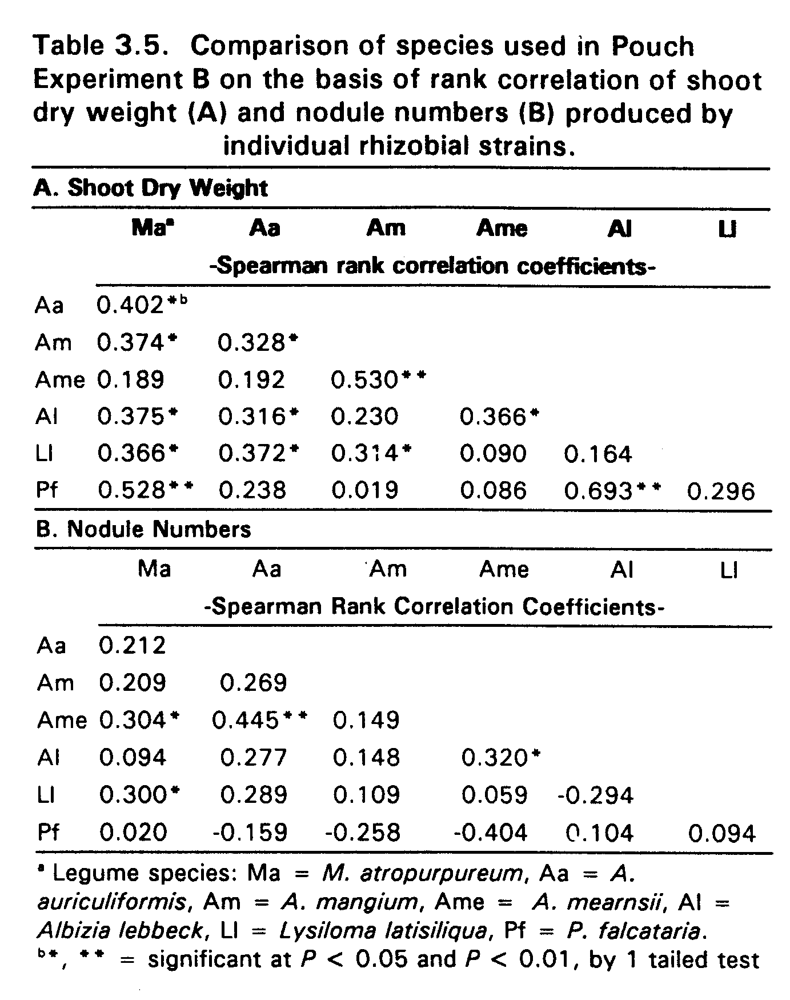 Table 3.5. Comparison of species used in Pouch
Experiment B on the basis of rank correlation of shoot
dry weight (A) and nodule numbers (B) produced by
individual rhizobial strains.
A. Shoot Dry Weight
Maª Aa Am Ame Al Ll
-Spearman rank correlation coefficients-
Aa 0.402*ᵇ
Am 0.374* 0.328*
Ame 0.189 0.192 0.530**
Al 0.375* 0.316* 0.230 0.366*
Ll 0.366* 0.372* 0.314* 0.090 0.164
Pf 0.528** 0.238 0.019 0.086 0.693** 0.296
B. Nodule Numbers
Ma Aa Am Ame Al Ll
-Spearman Rank Correlation Coefficients-
Aa 0.212
Am 0.209 0.269
Ame 0.304* 0.445** 0.149
Al 0.094 0.277 0.148 0.320*
Ll 0.300* 0.289 0.109 0.059 -0.294
Pf 0.020 -0.159 -0.258 -0.404 0.104 0.094
ª Legume species: Ma = M. atropurpureum, Aa = A.
auriculiformis, Am = A. mangium, Ame = A. mearnsii, Al =
Albizia lebbeck, Ll = Lysiloma latisiliqua, Pf = P. falcataria.
ᵇ*, ** = significant at P < 0.05 and P < 0.01, by 1 tailed test